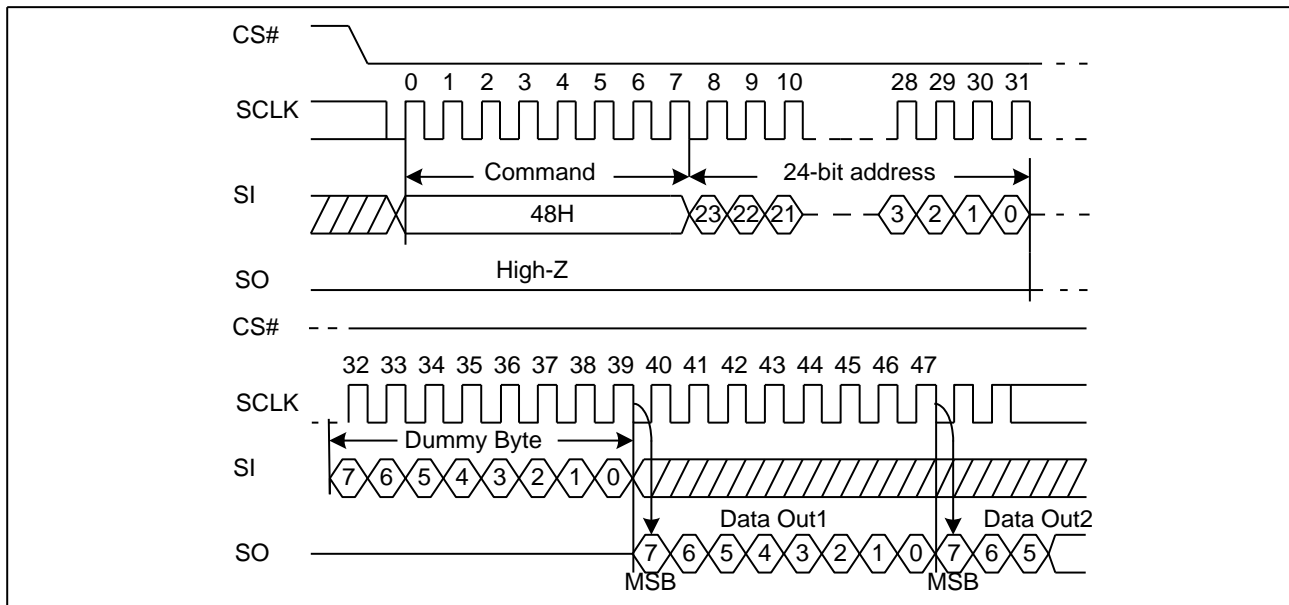 CS#
0 1 2 3 4 5 6 7 8 9 10 28 29 30 31
SCLK
Command 24-bit address
SI
48H 23 22 21 3 2 1 0
High-Z
SO
CS#
32 33 34 35 36 37 38 39 40 41 42 43 44 45 46 47
SCLK
Dummy Byte
SI
7 6 5 4 3 2 1 0
Data Out1 Data Out2
SO
7 6 5 4 3 2 1 0 7 6 5
MSB MSB